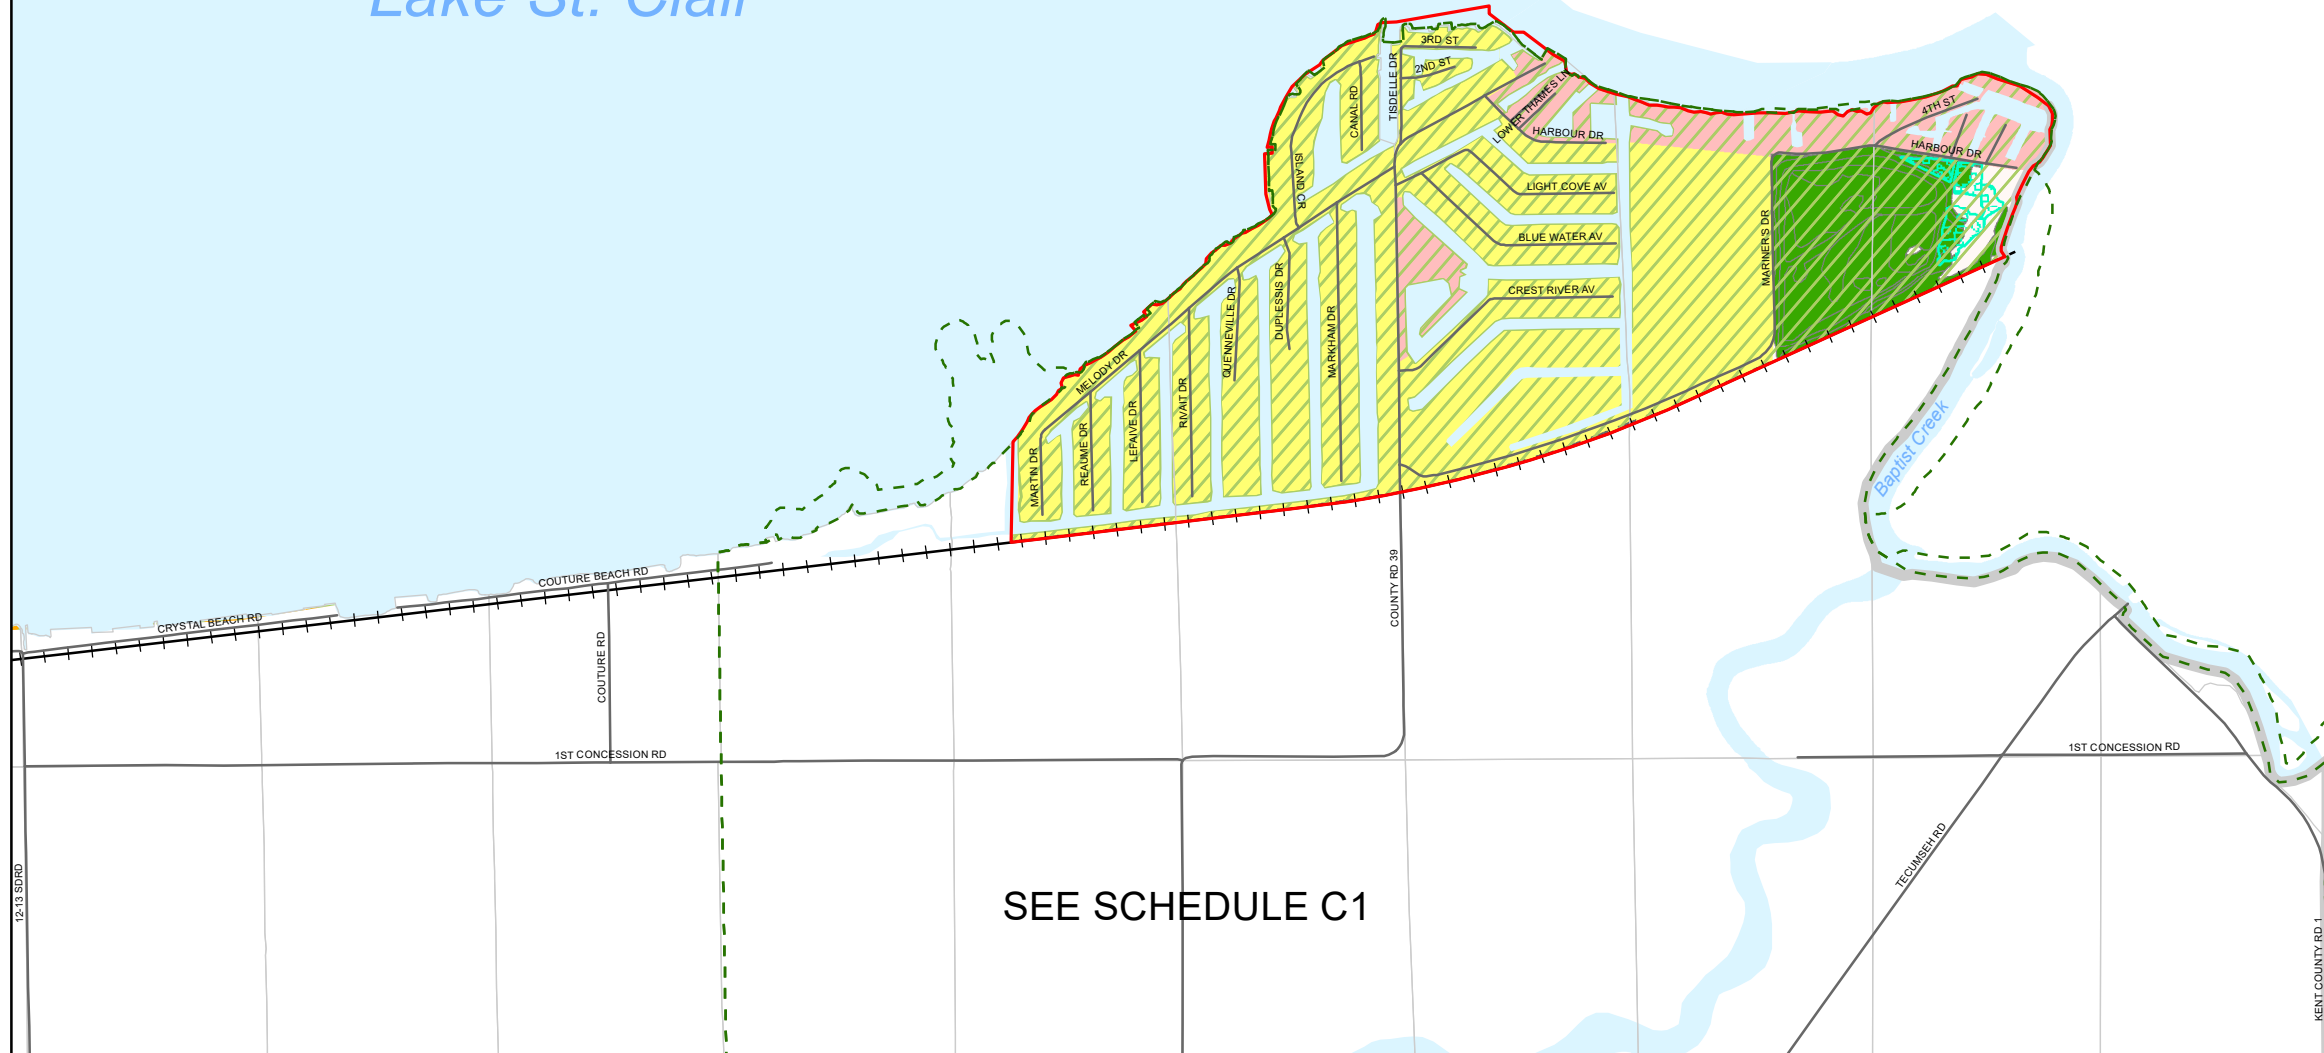 Lake St. Clair
3RD ST
2ND ST
TISDELLE DR
CANAL RD
ISLAND CR
LOWER THAMES LN
HARBOUR DR
4TH ST
HARBOUR DR
LIGHT COVE AV
BLUE WATER AV
CREST RIVER AV
MARINER'S DR
MELODY DR
QUENNEVILLE DR
DUPLESSIS DR
MARKHAM DR
RIVAIT DR
LEFAIVE DR
REAUME DR
MARTIN DR
Baptist Creek
COUNTY RD 39
COUTURE BEACH RD
CRYSTAL BEACH RD
COUTURE RD
1ST CONCESSION RD
1ST CONCESSION RD
TECUMSEH RD
12-13 SDRD
SEE SCHEDULE C1
KENT COUNTY RD 1